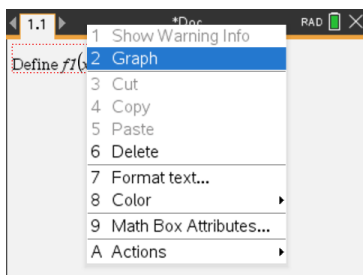 1.1 *Doc RAD
1 Show Warning Info
Define f1(x 2 Graph
3 Cut
4 Copy
5 Paste
6 Delete
7 Format text...
8 Color
9 Math Box Attributes...
A Actions